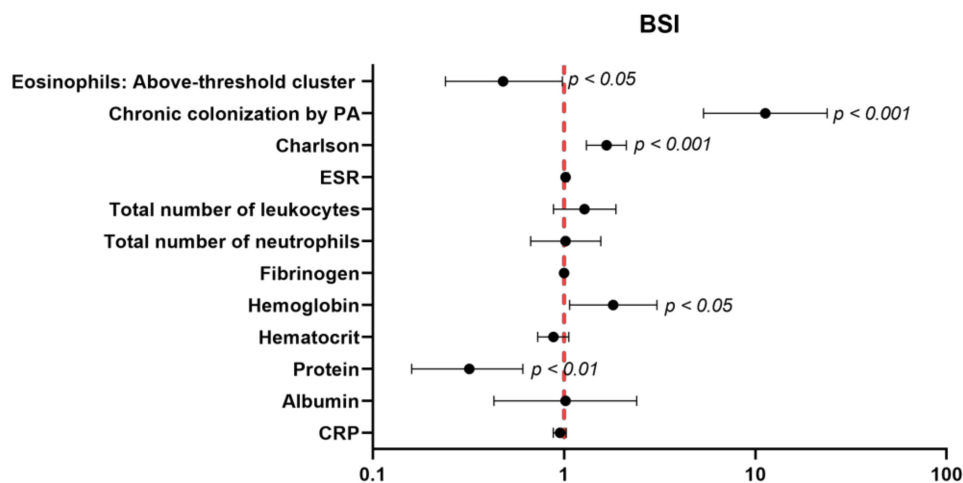 BSI
Eosinophils: Above-threshold cluster
p < 0.05
Chronic colonization by PA
p < 0.001
Charlson
p < 0.001
ESR
Total number of leukocytes
Total number of neutrophils
Fibrinogen
Hemoglobin
p < 0.05
Hematocrit
Protein
p < 0.01
Albumin
CRP
0.1
1
10
100